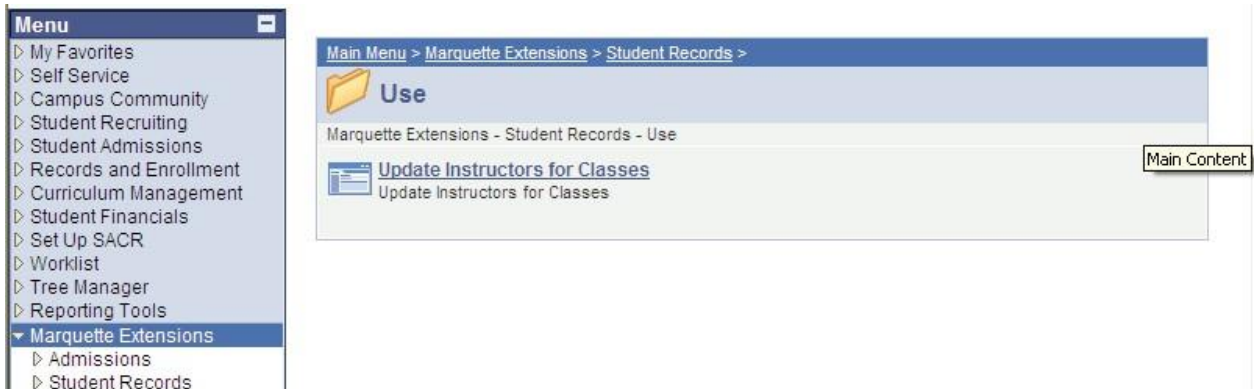 Menu
My Favorites
Self Service
Campus Community
Student Recruiting
Student Admissions
Records and Enrollment
Curriculum Management
Student Financials
Set Up SACR
Worklist
Tree Manager
Reporting Tools
Marquette Extensions
Admissions
Student Records
Main Menu > Marquette Extensions > Student Records >
Use
Marquette Extensions - Student Records - Use
Update Instructors for Classes
Update Instructors for Classes
Main Content